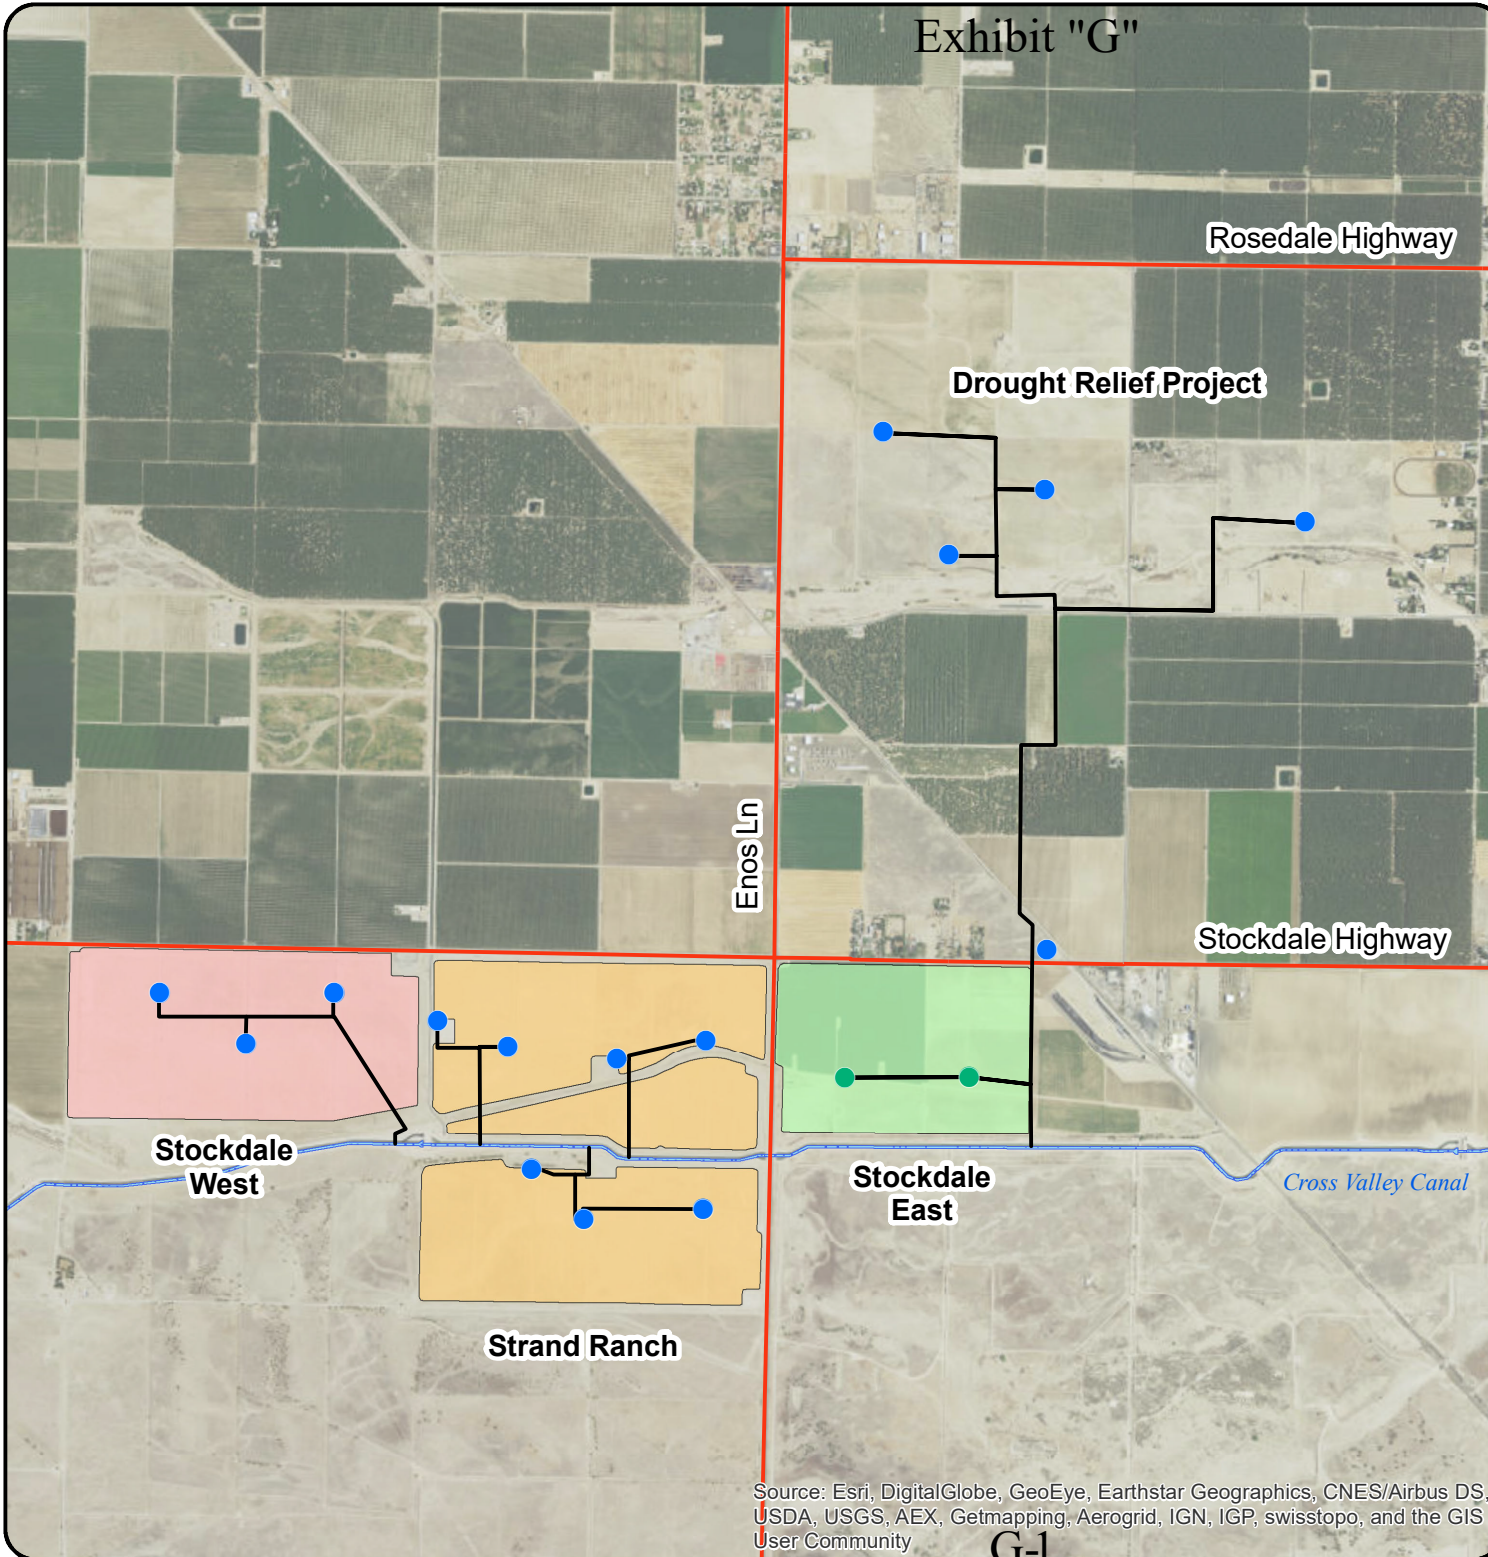 Exhibit "G"
Rosedale Highway
Drought Relief Project
Enos Ln
Stockdale Highway
Stockdale
West
Stockdale
East
Cross Valley Canal
Strand Ranch
Source: Esri, DigitalGlobe, GeoEye, Earthstar Geographics, CNES/Airbus DS,
USDA, USGS, AEX, Getmapping, Aerogrid, IGN, IGP, swisstopo, and the GIS
User Community
G-1